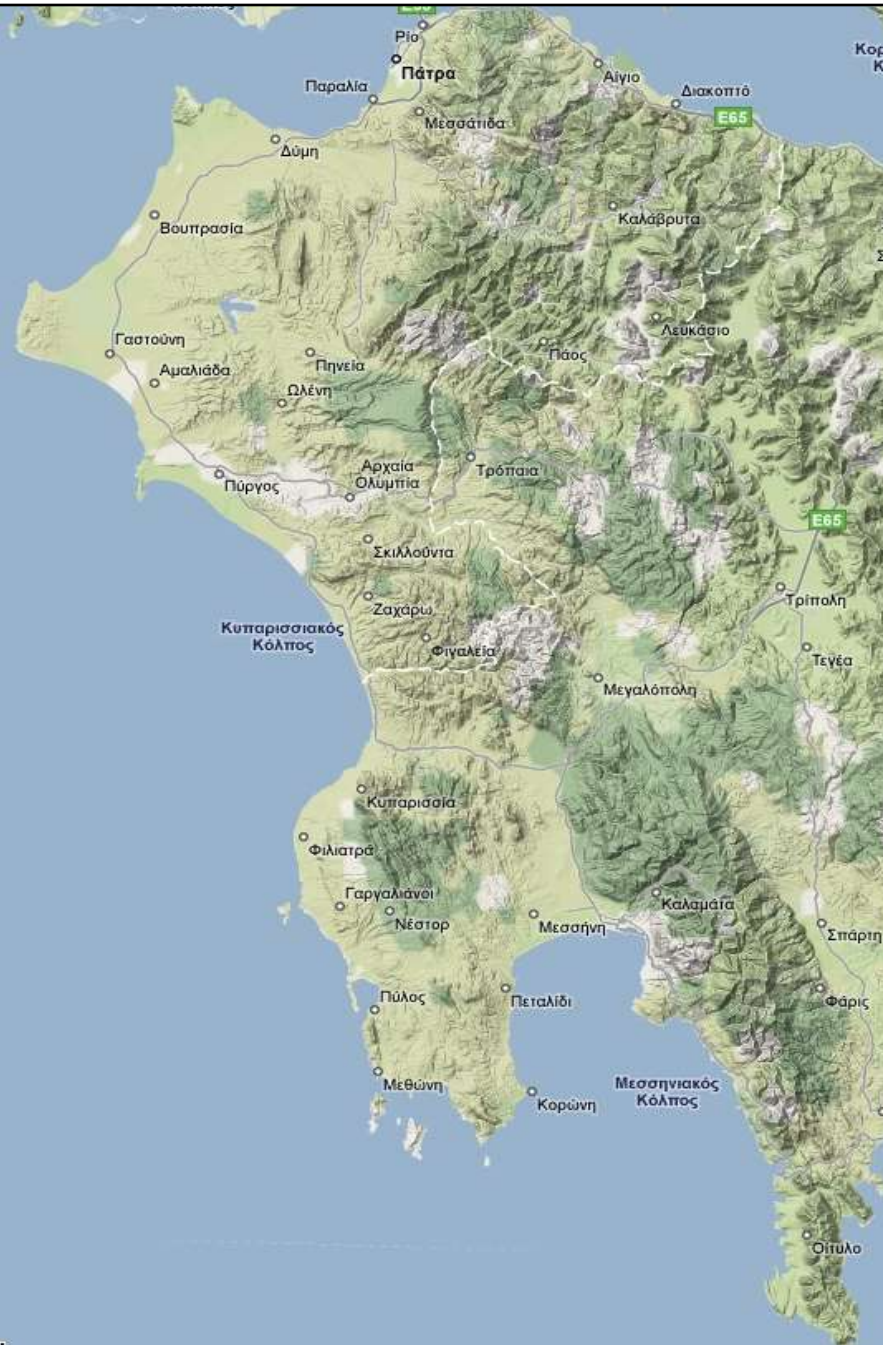 Ρίο
Πάτρα
Παραλία
Αίγιο
Διακοπτό
E65
Μεσσάτιδα
Δύμη
Καλάβρυτα
Βουπρασία
Λευκάσιο
Γαστούνη
Πάος
Πηνεία
Αμαλιάδα
Ωλένη
Αρχαία
Ολυμπία
Τρόπαια
Πύργος
E65
Σκιλλούντα
Τρίπολη
Ζαχάρω
Κυπαρισσιακός
Κόλπος
Φιγαλεία
Τεγέα
Μεγαλόπολη
Κυπαρισσία
Φιλιατρά
Γαργαλιάνοι
Νέστορ
Καλαμάτα
Μεσσήνη
Σπάρτη
Πύλος
Πεταλίδι
Φάρις
Μεθώνη
Μεσσηνιακός
Κόλπος
Κορώνη
Οίτυλο